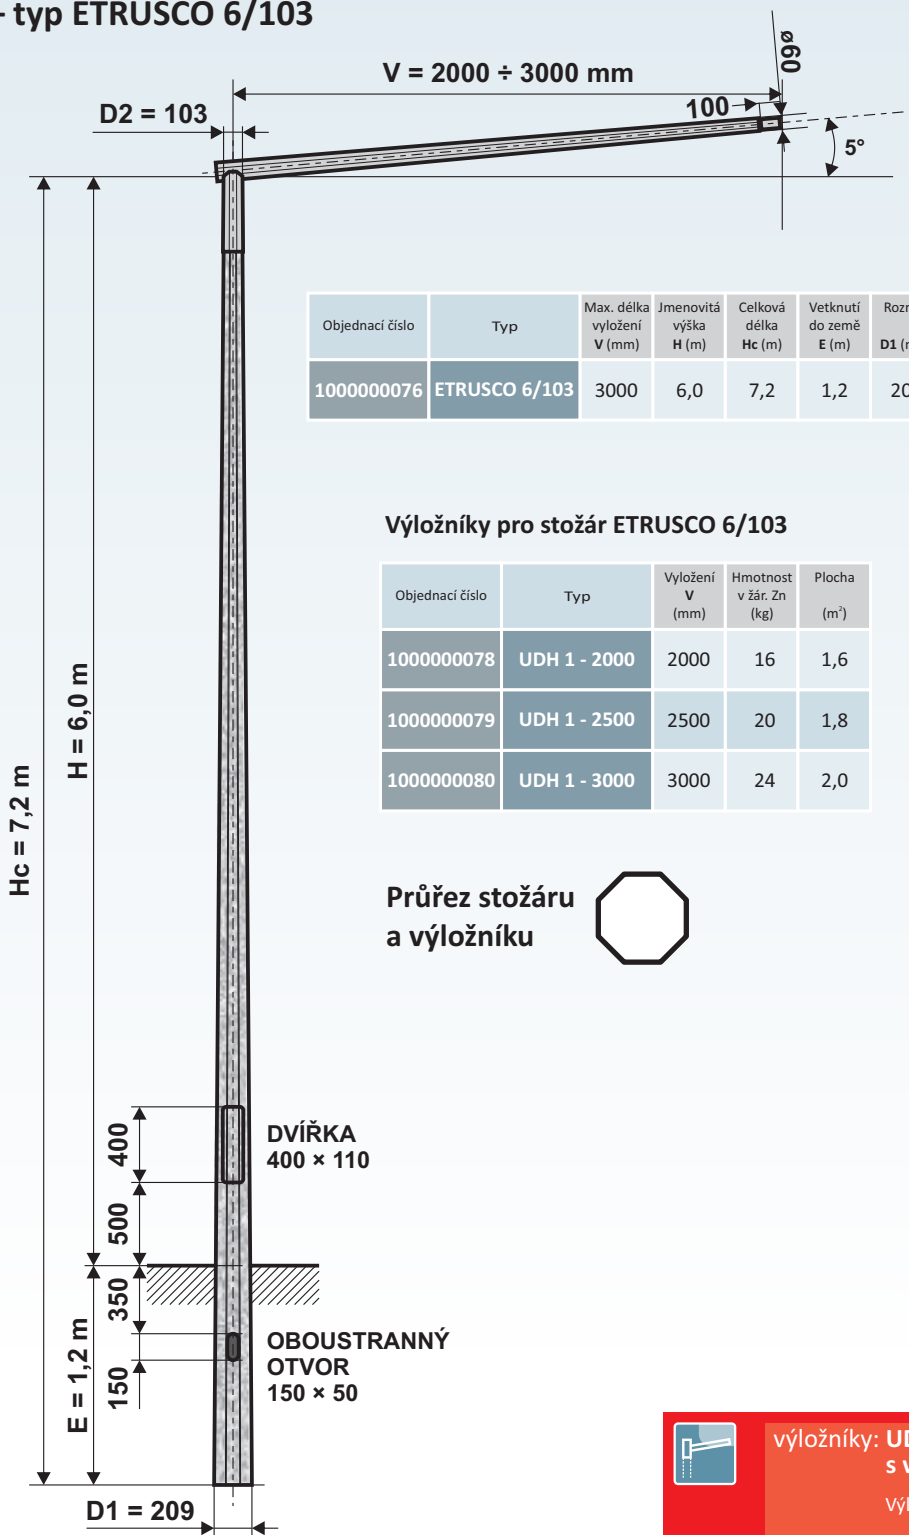 - typ ETRUSCO 6/103
V = 2000 ÷ 3000 mm
ø60
D2 = 103
100
5°
Objednací číslo
Typ
Max. délka vyložení V (mm)
Jmenovitá výška H (m)
Celková délka Hc (m)
Vetknutí do země E (m)
D1
1000000076 ETRUSCO 6/103 3000 6,0 7,2 1,2
Výložníky pro stožár ETRUSCO 6/103
Objednací číslo
Typ
Vyložení V (mm)
Hmotnost v žár. Zn (kg)
Plocha (m²)
1000000078 UDH 1 - 2000 2000 16 1,6
1000000079 UDH 1 - 2500 2500 20 1,8
1000000080 UDH 1 - 3000 3000 24 2,0
H = 6,0 m
Hc = 7,2 m
Průřez stožáru
a výložníku
400
DVÍŘKA
400 × 110
500
350
E = 1,2 m
150
OBOUSTRANNÝ
OTVOR
150 × 50
D1 = 209
výložníky:
s